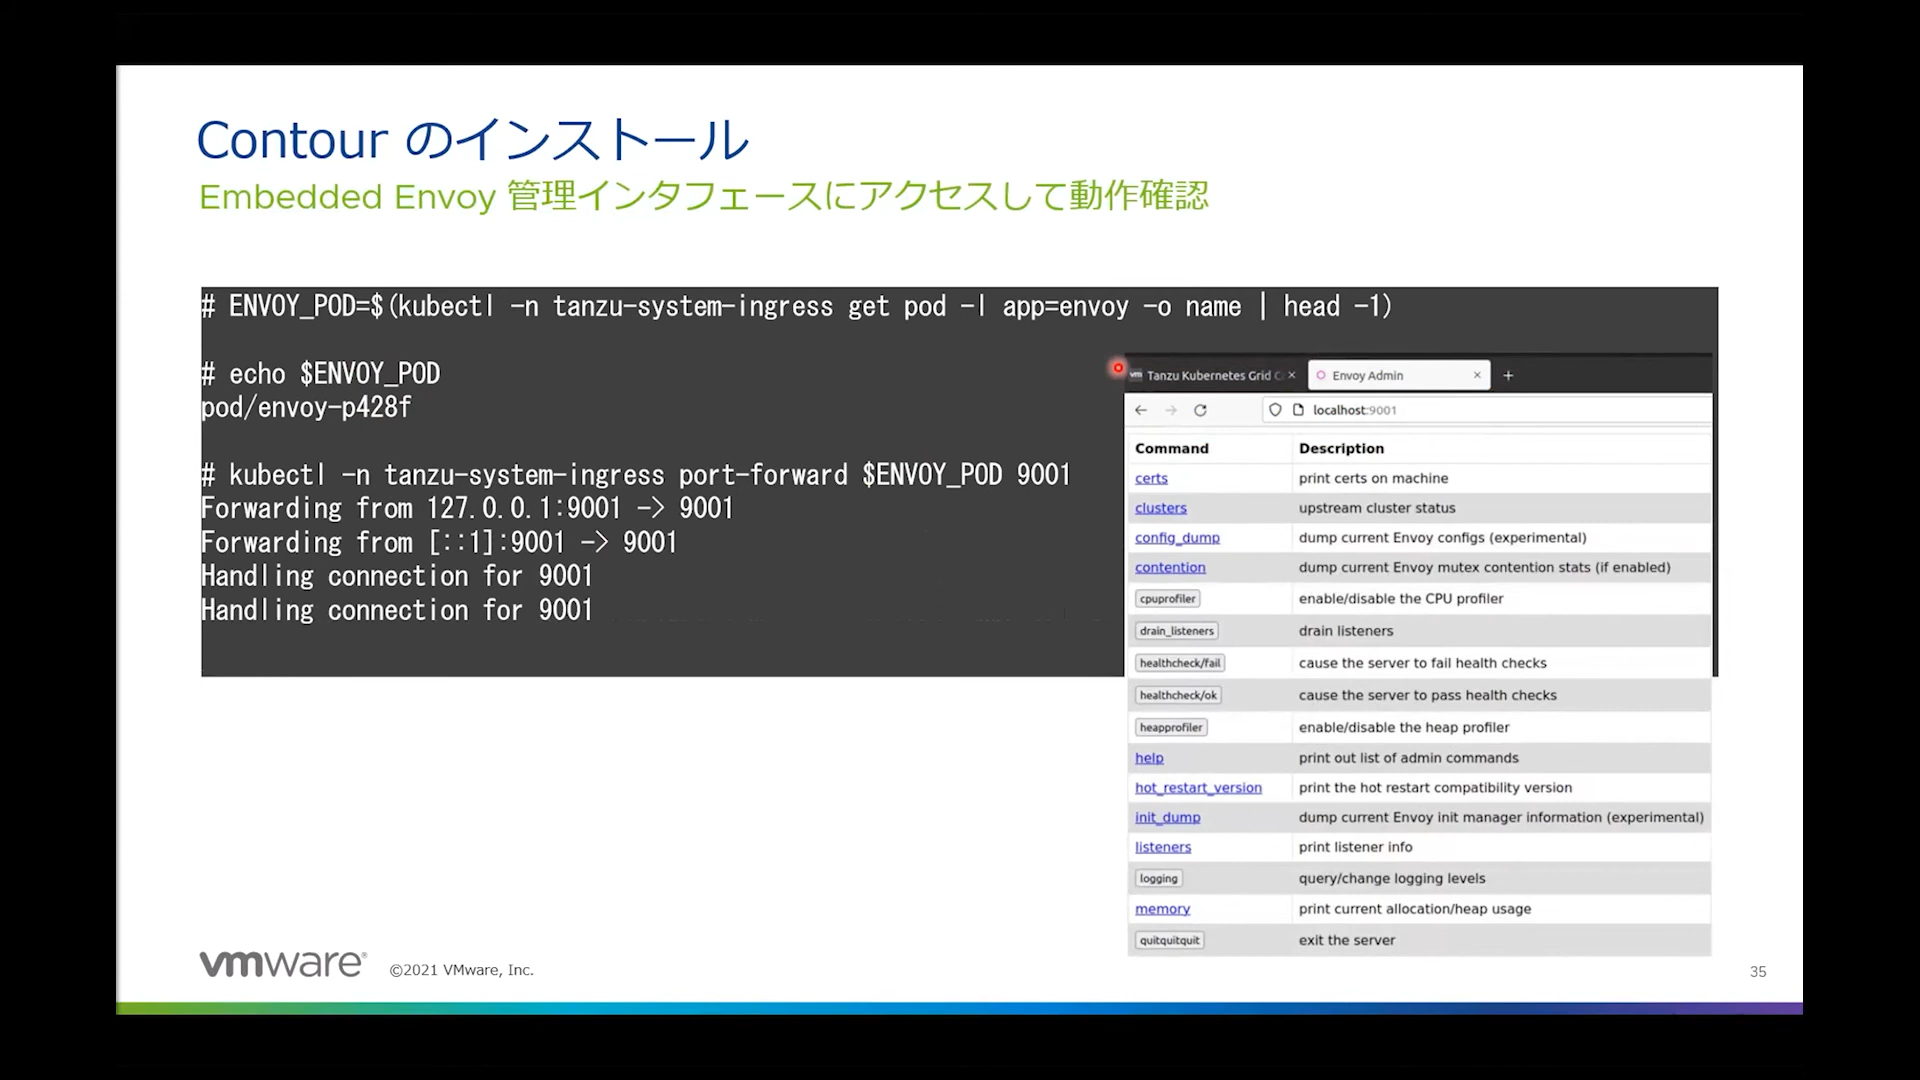 Contour のインストール
Embedded Envoy 管理インタフェースにアクセスして動作確認
# ENVOY_POD=$(kubectl -n tanzu-system-ingress get pod -l app=envoy -o name | head -1)
# echo $ENVOY_POD
pod/envoy-p428f
# kubectl -n tanzu-system-ingress port-forward $ENVOY_POD 9001
Forwarding from 127.0.0.1:9001 -> 9001
Forwarding from [::1]:9001 -> 9001
Handling connection for 9001
Handling connection for 9001
vm Tanzu Kubernetes Grid Envoy Admin
localhost:9001
Command Description
certs print certs on machine
clusters upstream cluster status
config_dump dump current Envoy configs (experimental)
contention dump current Envoy mutex contention stats (if enabled)
cpuprofiler enable/disable the CPU profiler
drain_listeners drain listeners
healthcheck/fail cause the server to fail health checks
healthcheck/ok cause the server to pass health checks
heapprofiler enable/disable the heap profiler
help print out list of admin commands
hot_restart_version print the hot restart compatibility version
init_dump dump current Envoy init manager information (experimental)
listeners print listener info
logging query/change logging levels
memory print current allocation/heap usage
quitquitquit exit the server
vmware® ©2021 VMware, Inc. 35